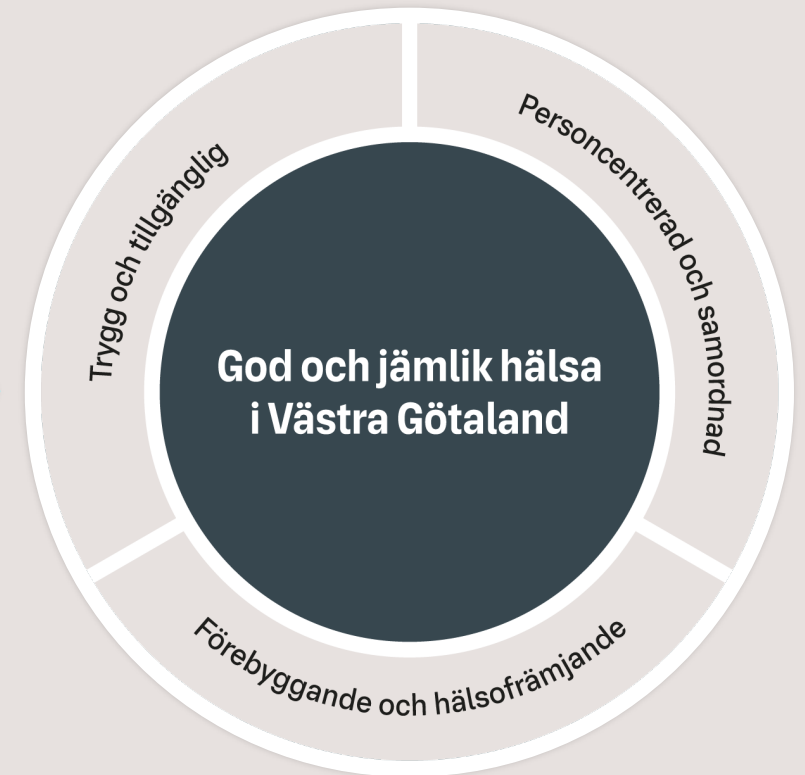 Trygg och tillgänglig
Personcentrerad och samordnad
God och jämlik hälsa
i Västra Götaland
Förebyggande och hälsofrämjande